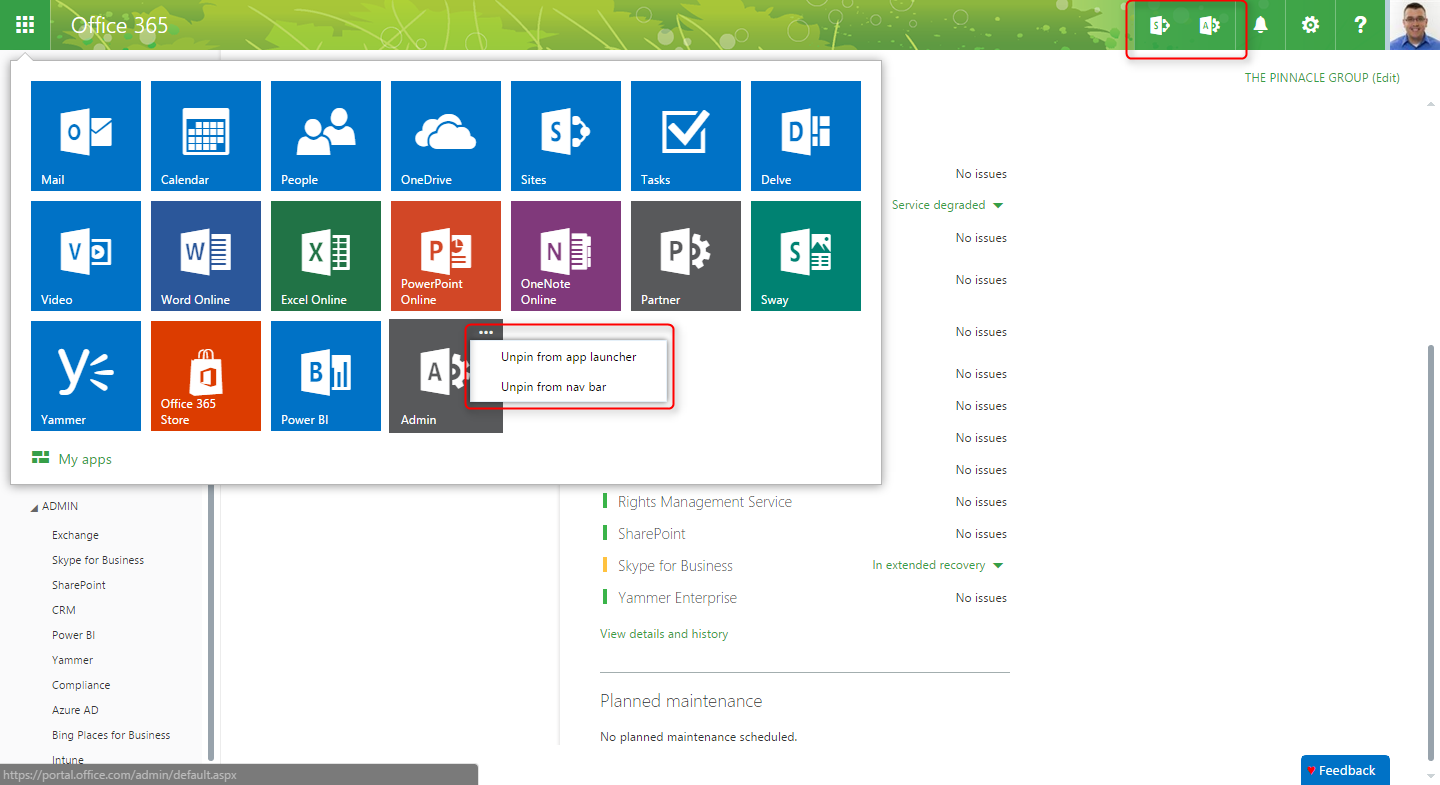 Office 365
THE PINNACLE GROUP (Edit)
Mail
Calendar
People
OneDrive
Sites
Tasks
Delve
Video
Word Online
Excel Online
PowerPoint
Online
OneNote
Online
Partner
Sway
Yammer
Office 365
Store
Power BI
Admin
Unpin from app launcher
Unpin from nav bar
My apps
No issues
Service degraded
No issues
No issues
No issues
No issues
No issues
No issues
No issues
Rights Management Service No issues
SharePoint No issues
Skype for Business In extended recovery
Yammer Enterprise No issues
View details and history
Planned maintenance
No planned maintenance scheduled.
ADMIN
Exchange
Skype for Business
SharePoint
CRM
Power BI
Yammer
Compliance
Azure AD
Bing Places for Business
Intune
https://portal.office.com/admin/default.aspx
Feedback